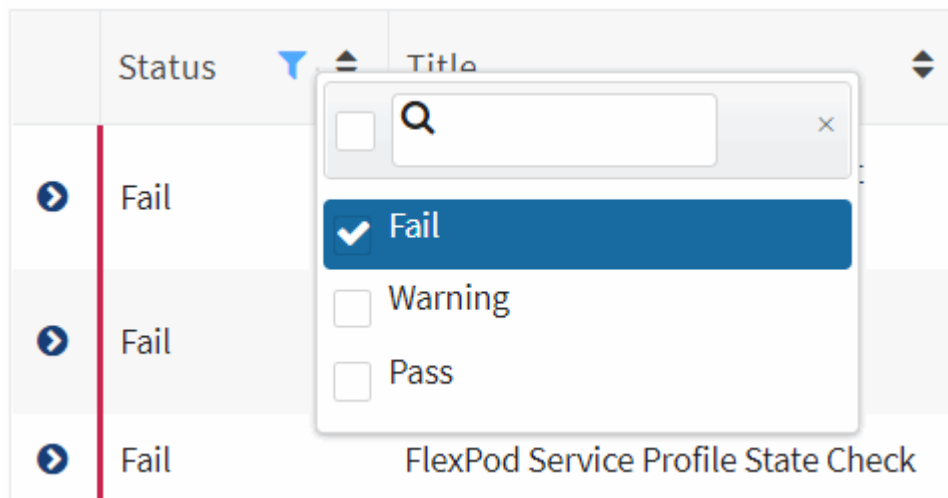 Status
Title
Fail
Fail
Warning
Fail
Pass
Fail
FlexPod Service Profile State Check